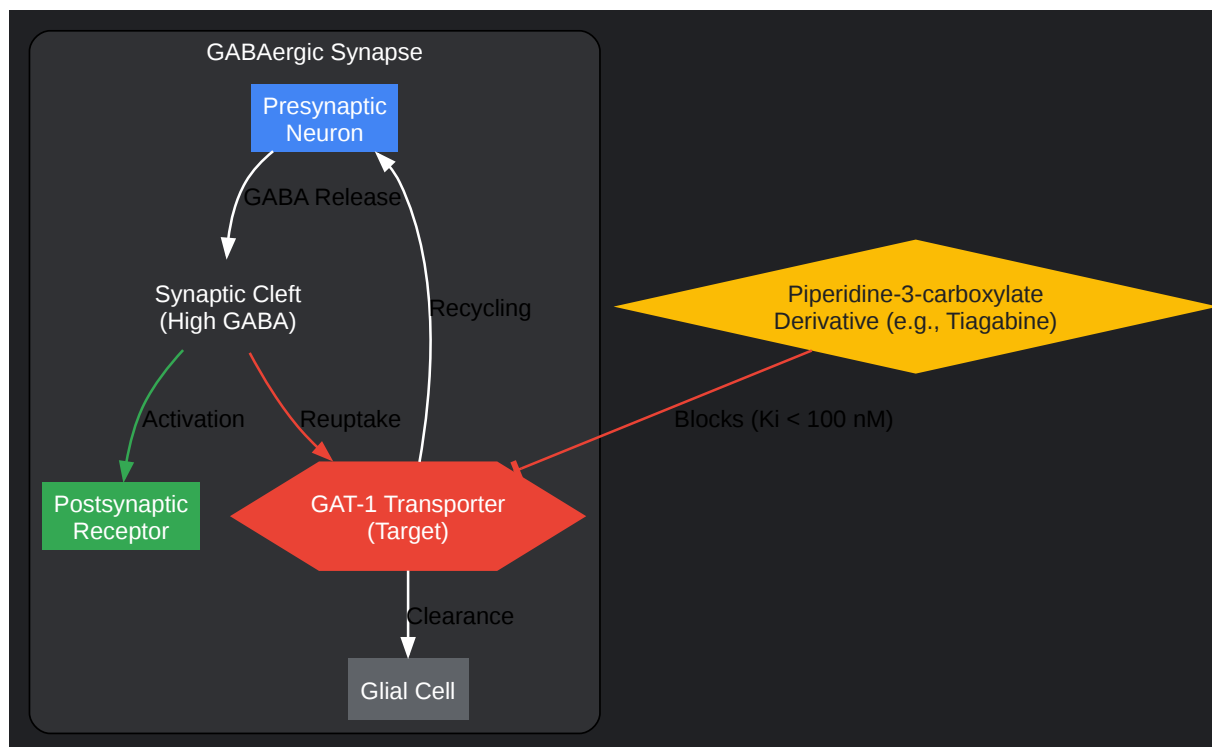 GABAergic Synapse
Presynaptic
Neuron
GABA Release
Synaptic Cleft
(High GABA)
Recycling
Piperidine-3-carboxylate
Derivative (e.g., Tiagabine)
Activation
Reuptake
Blocks (Ki < 100 nM)
Postsynaptic
Receptor
GAT-1 Transporter
(Target)
Clearance
Glial Cell